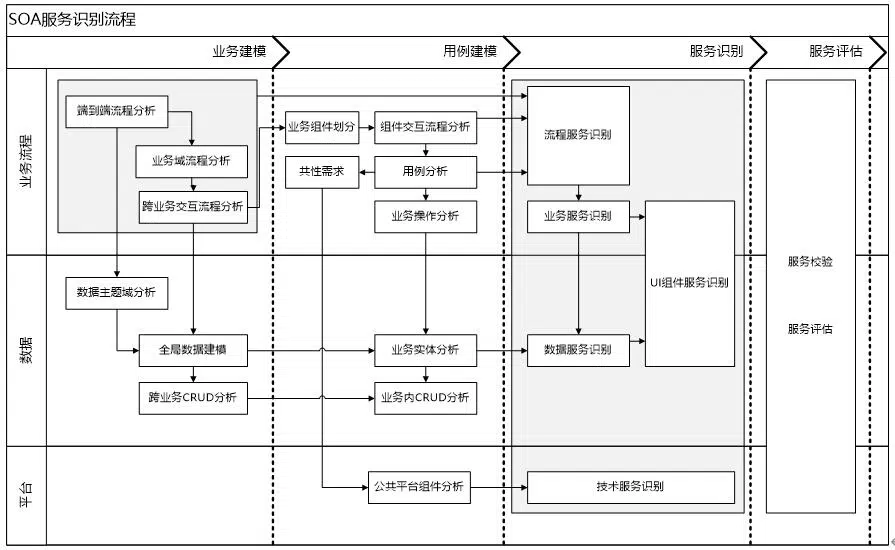 SOA服务识别流程
业务建模
用例建模
服务识别
服务评估
业务流程
端到端流程分析
业务域流程分析
跨业务交互流程分析
业务组件划分
组件交互流程分析
共性需求
用例分析
业务操作分析
流程服务识别
业务服务识别
UI组件服务识别
服务校验
服务评估
数据
数据主题域分析
全局数据建模
业务实体分析
数据服务识别
跨业务CRUD分析
业务内CRUD分析
平台
公共平台组件分析
技术服务识别